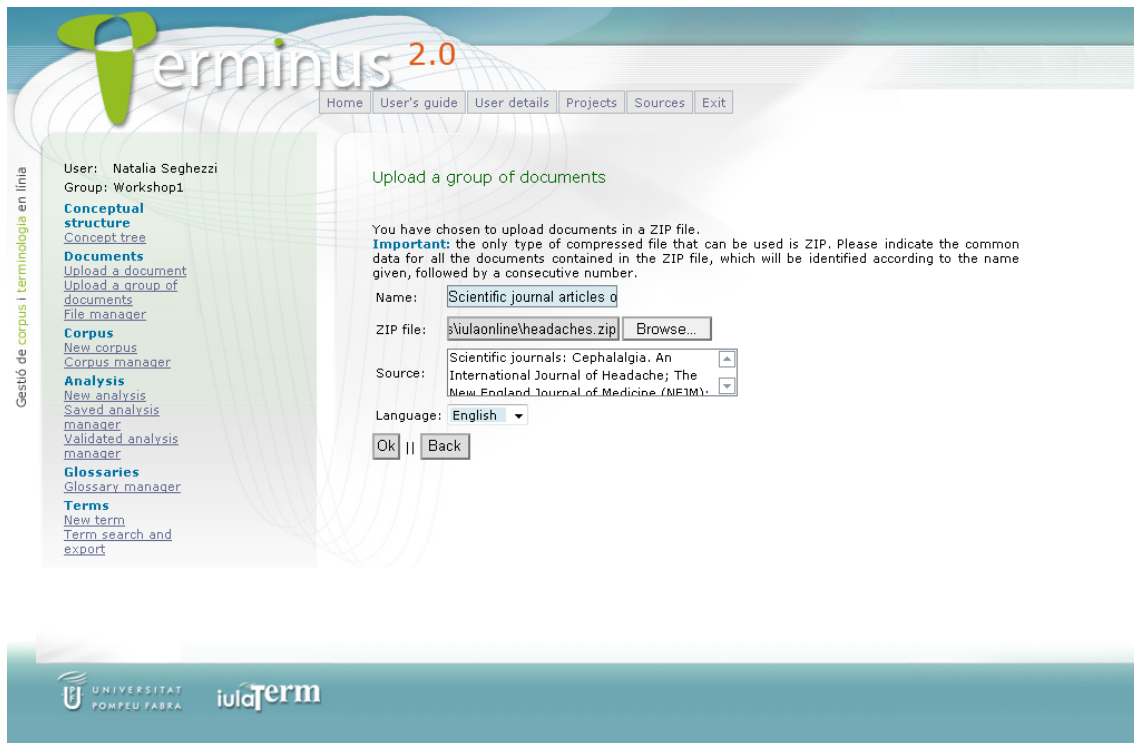 Terminus 2.0
Home User's guide User details Projects Sources Exit
Gestió de corpus i terminologia en línia
User: Natalia Seghezzi
Group: Workshop1
Conceptual
structure
Concept tree
Documents
Upload a document
Upload a group of
documents
File manager
Corpus
New corpus
Corpus manager
Analysis
New analysis
Saved analysis
manager
Validated analysis
manager
Glossaries
Glossary manager
Terms
New term
Term search and
export
Upload a group of documents
You have chosen to upload documents in a ZIP file.
Important: the only type of compressed file that can be used is ZIP. Please indicate the common
data for all the documents contained in the ZIP file, which will be identified according to the name
given, followed by a consecutive number.
Name: Scientific journal articles o
ZIP file: s\iulaonline\headaches.zip Browse...
Source: Scientific journals: Cephalalgia. An
International Journal of Headache; The
New England Journal of Medicine (NEJM);
Language: English
Ok || Back
UNIVERSITAT
POMPEU FABRA
iulaTerm